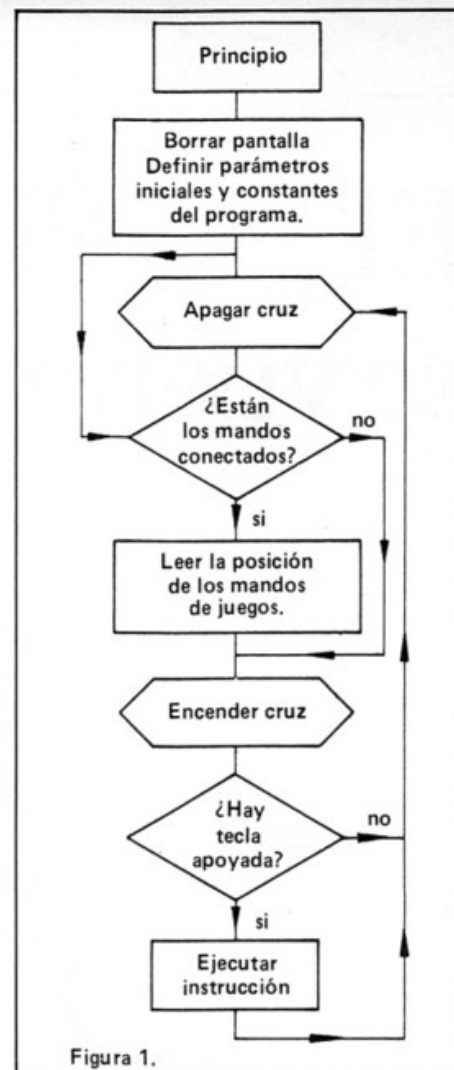 Principio
Borrar pantalla
Definir parámetros
iniciales y constantes
del programa.
Apagar cruz
¿Están
los mandos
conectados?
no
si
Leer la posición
de los mandos
de juegos.
Encender cruz
¿Hay
tecla
apoyada?
no
si
Ejecutar
instrucción
Figura 1.